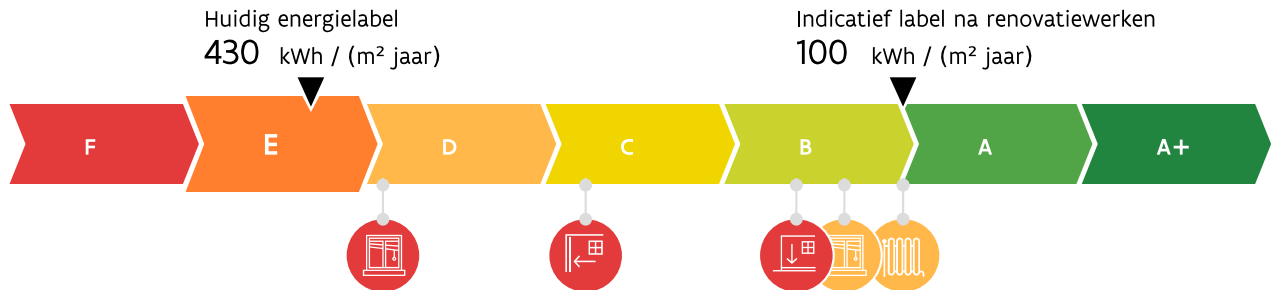 Huidig energielabel
430 kWh / (m² jaar)
Indicatief label na renovatiewerken
100 kWh / (m² jaar)
F E D C B A A+